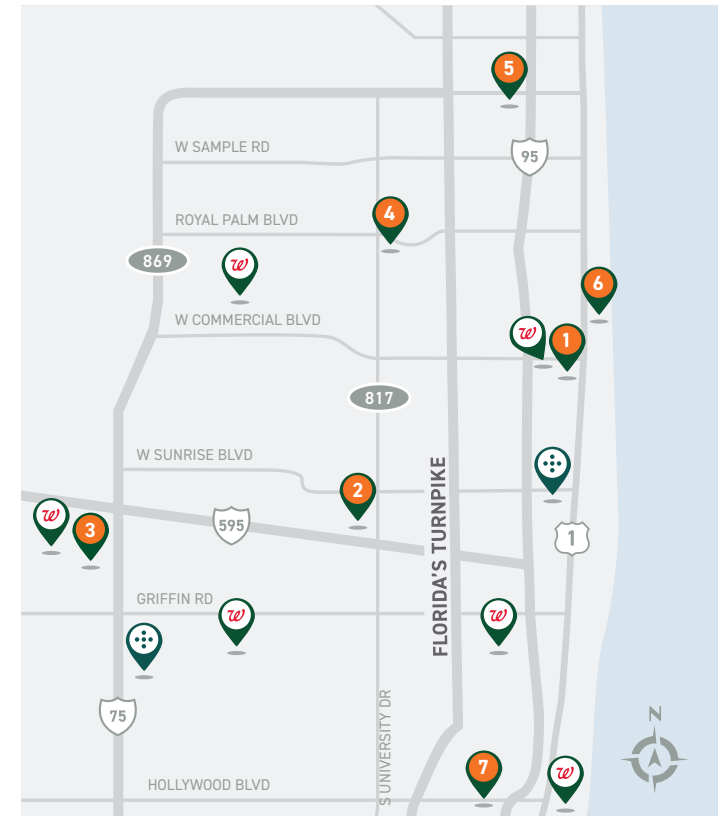 5
W SAMPLE RD
95
4
ROYAL PALM BLVD
869
W
6
W COMMERCIAL BLVD
W
1
817
W SUNRISE BLVD
2
FLORIDA'S TURNPIKE
W
3
595
1
GRIFFIN RD
W
W
75
S UNIVERSITY DR
N
7
W
HOLLYWOOD BLVD